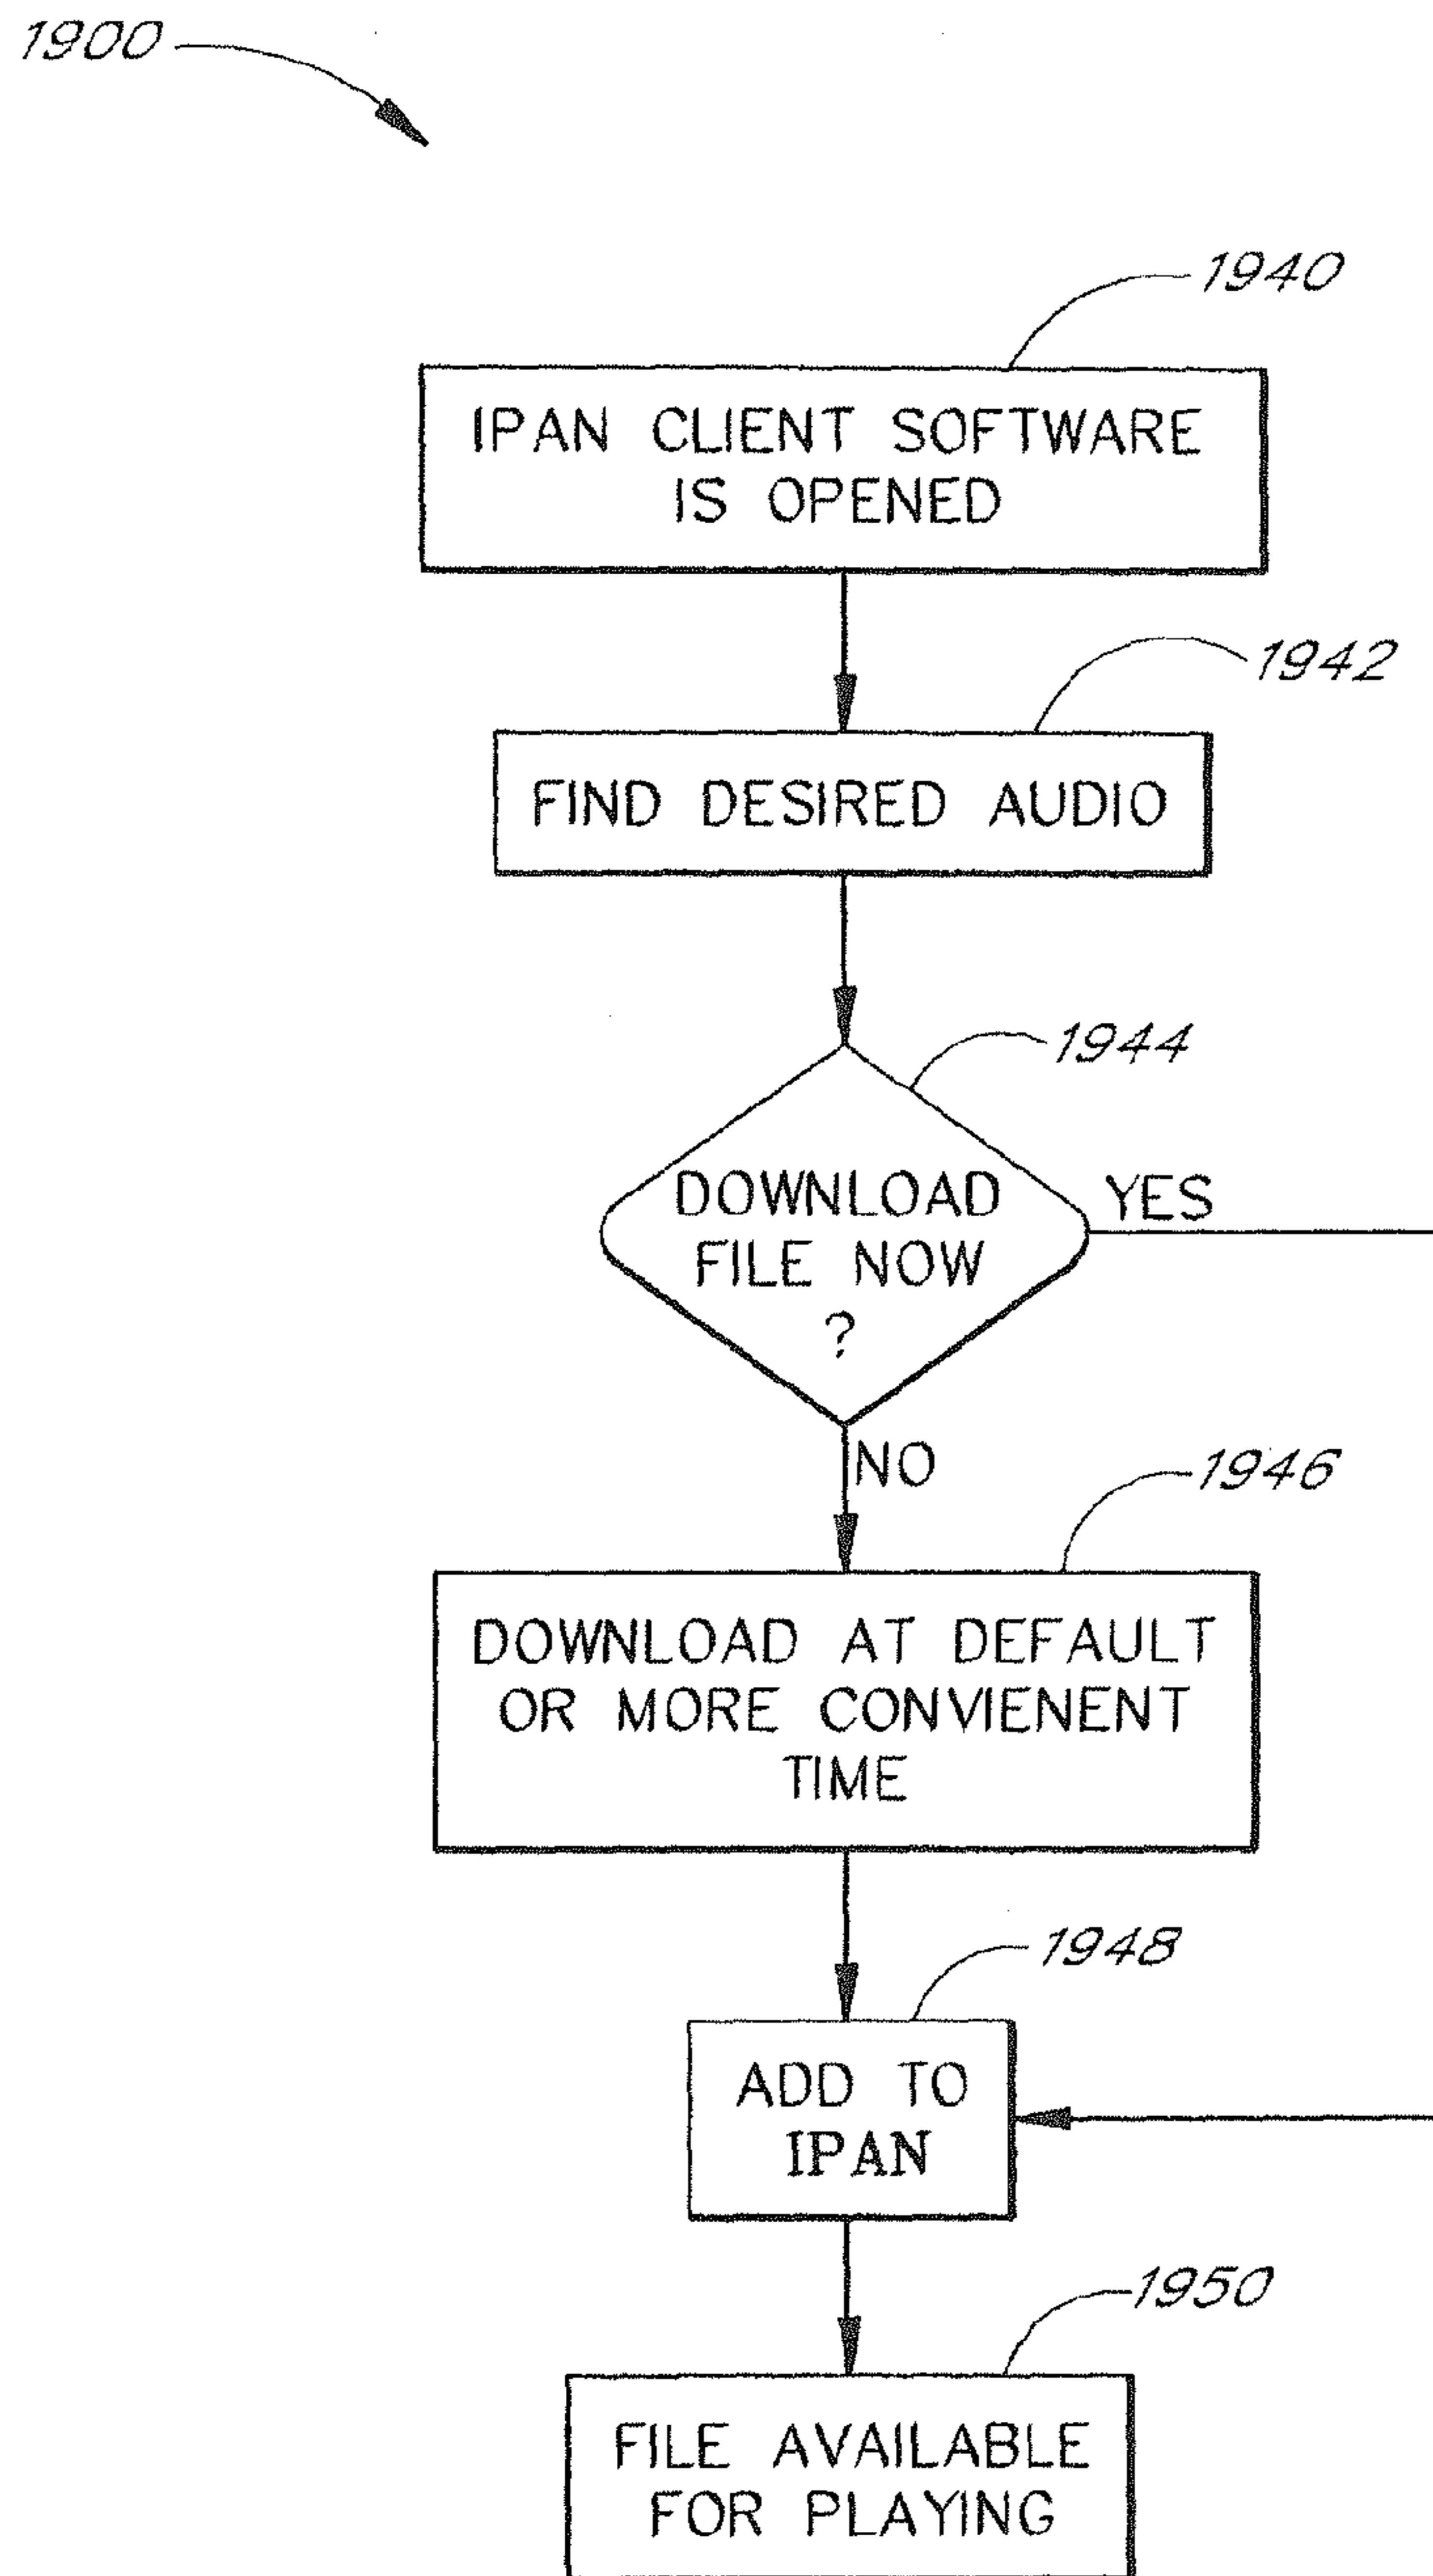 1900
1940
IPAN CLIENT SOFTWARE
IS OPENED
1942
FIND DESIRED AUDIO
1944
DOWNLOAD
FILE NOW
?
YES
NO
1946
DOWNLOAD AT DEFAULT
OR MORE CONVIENENT
TIME
1948
ADD TO
IPAN
1950
FILE AVAILABLE
FOR PLAYING